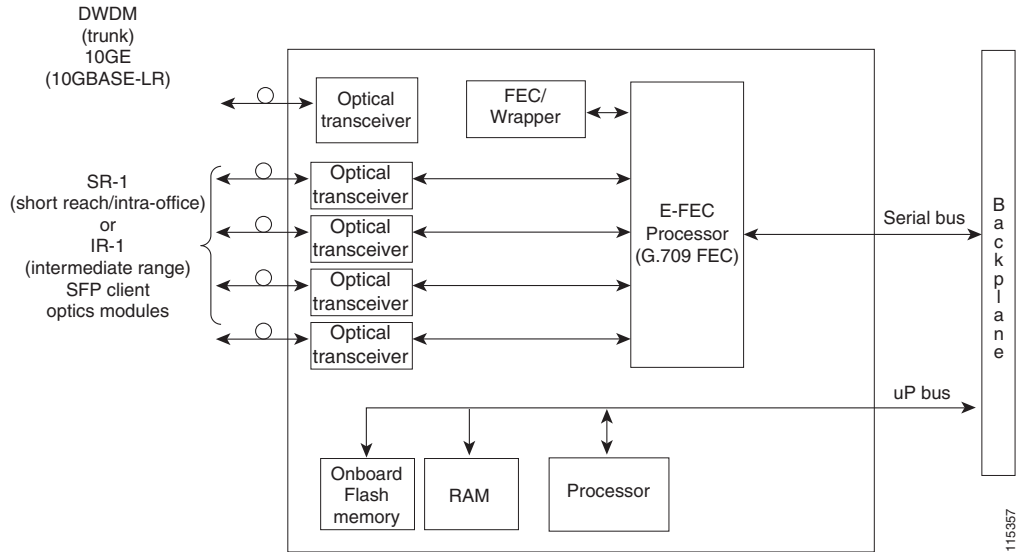 DWDM
(trunk)
10GE
(10GBASE-LR)
Optical
transceiver
FEC/
Wrapper
SR-1
(short reach/intra-office)
or
IR-1
(intermediate range)
SFP client
optics modules
Optical
transceiver
Optical
transceiver
Optical
transceiver
Optical
transceiver
E-FEC
Processor
(G.709 FEC)
Serial bus
Backplane
uP bus
Onboard
Flash
memory
RAM
Processor
115357